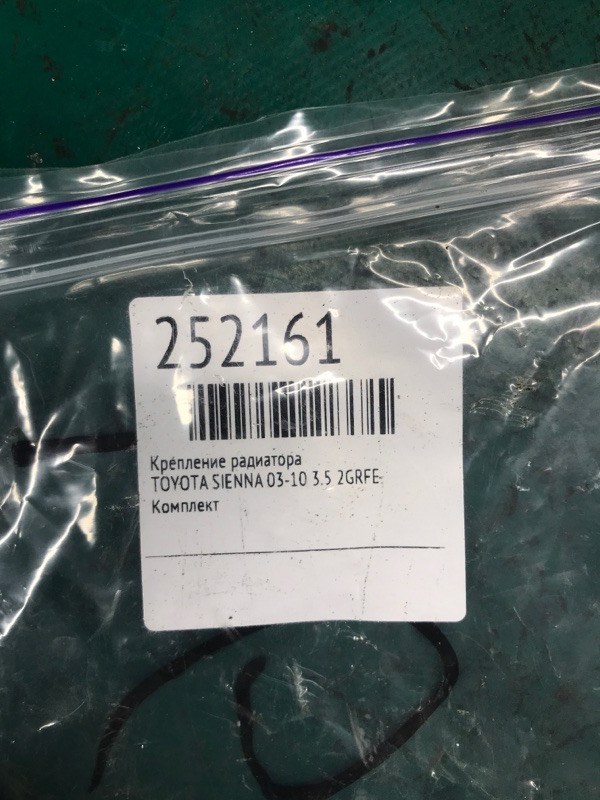 252161
Крепление радиатора
TOYOTA SIENNA 03-10 3.5 2GRFE
Комплект